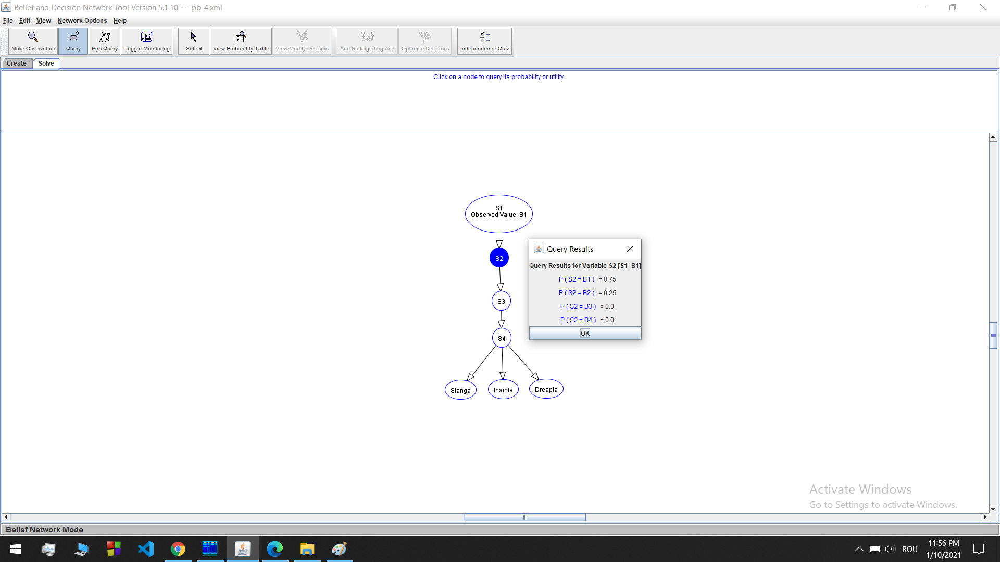 Belief and Decision Network Tool Version 5.1.10 --- pb_4.xml
File Edit View Network Options Help
Make Observation Query P(e) Query Toggle Monitoring Select View Probability Table View/Modify Decision Add No-forgetting Arcs Optimize Decisions Independence Quiz
Create Solve
Click on a node to query its probability or utility.
S1
Observed Value: B1
S2
S3
S4
Stanga Inainte Dreapta
Query Results
Query Results for Variable S2 [S1=B1]
P ( S2 = B1 ) = 0.75
P ( S2 = B2 ) = 0.25
P ( S2 = B3 ) = 0.0
P ( S2 = B4 ) = 0.0
OK
Activate Windows
Go to Settings to activate Windows.
Belief Network Mode
ROU
11:56 PM
1/10/2021